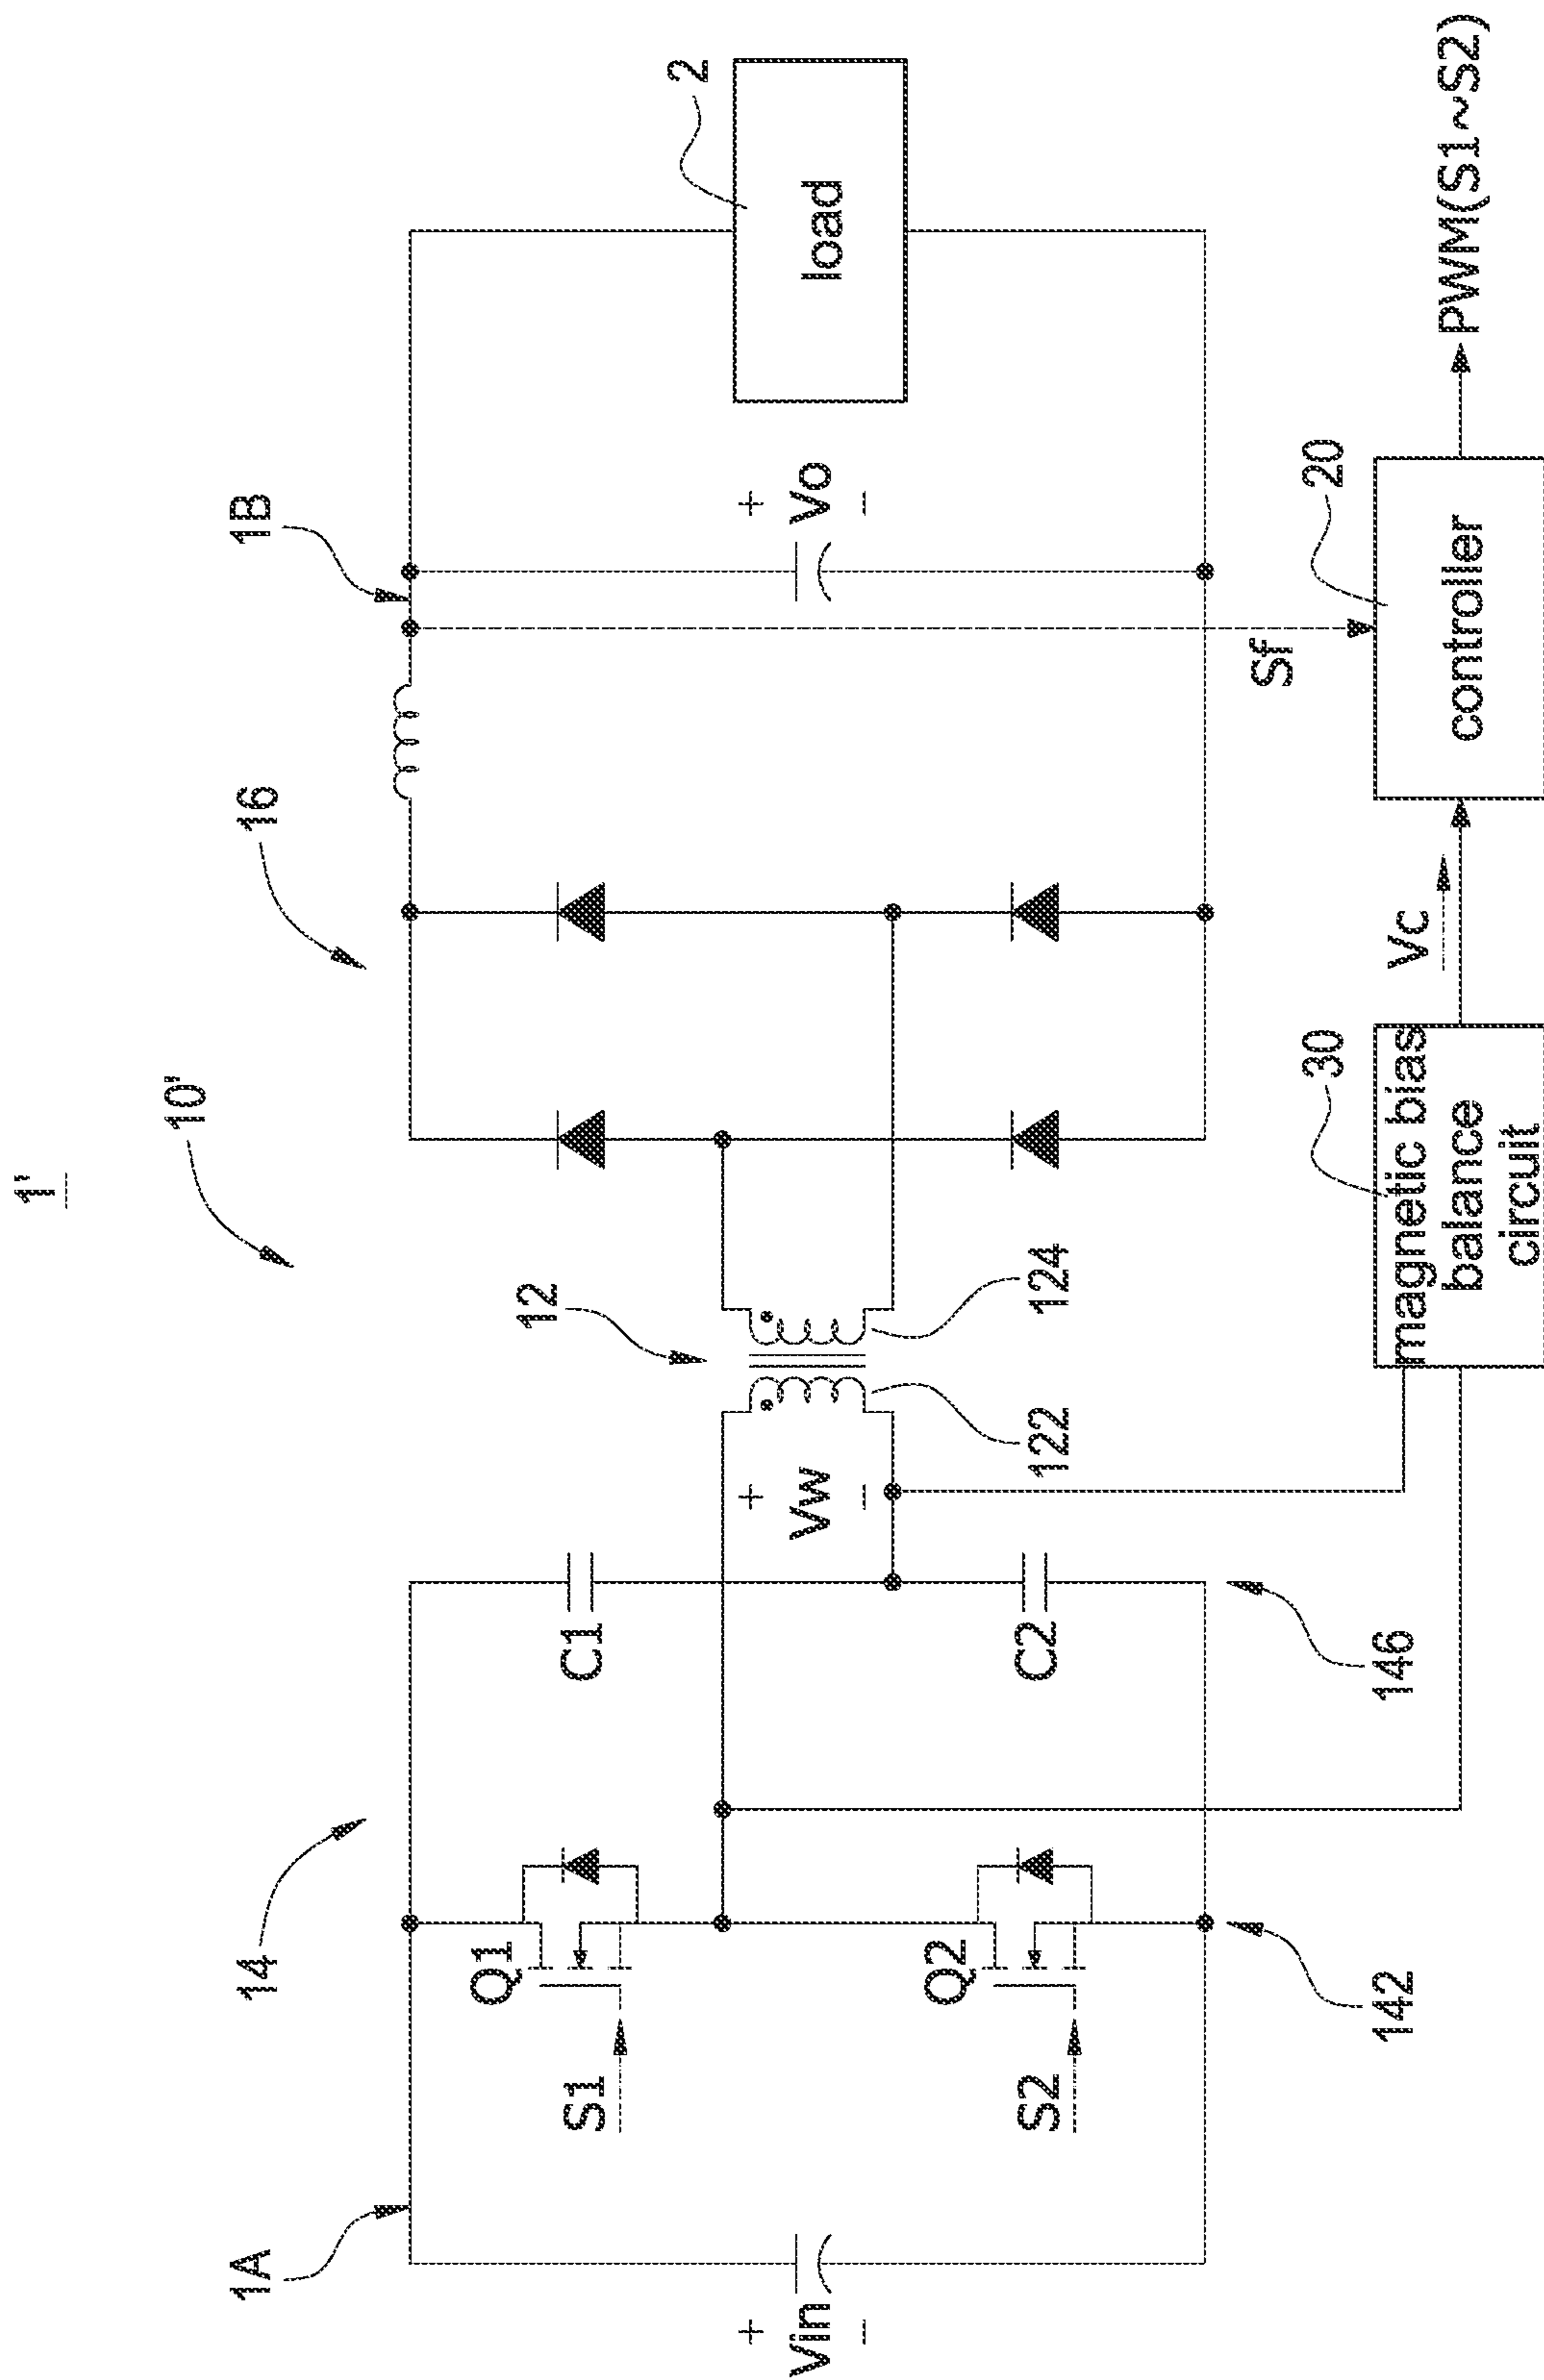 1'
10'
14
16
1A
1B
12
122
124
Q1
Q2
S1
S2
C1
C2
142
146
+
Vin
−
+
Vw
−
+
Vo
−
load
2
Sf
magnetic bias
balance
circuit
30
Vc
controller
20
PWM(S1~S2)